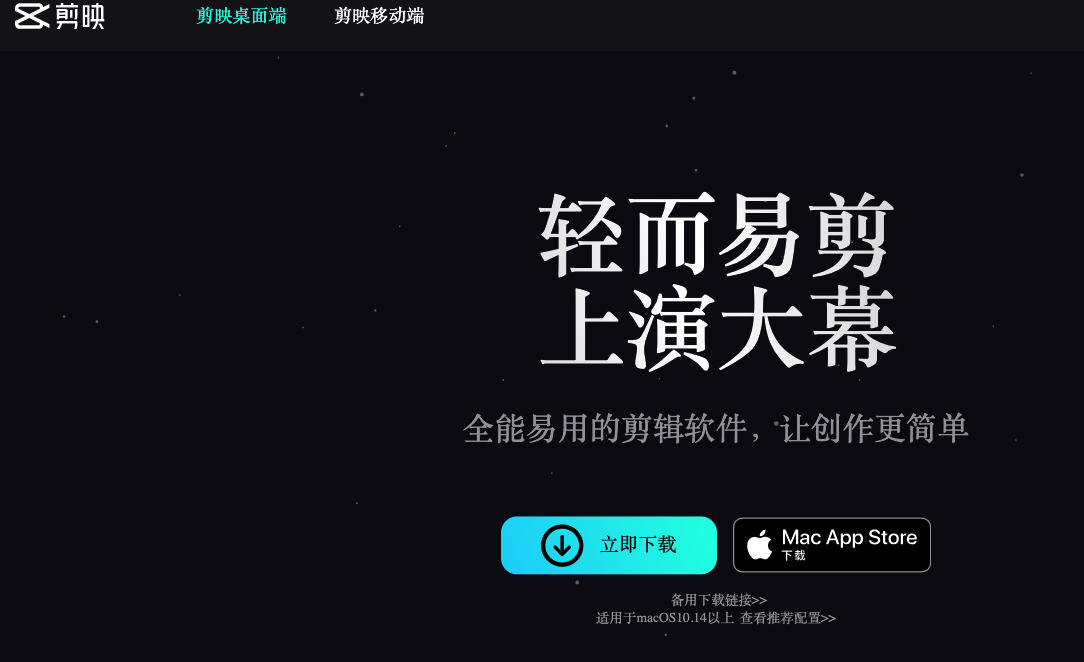 剪映
剪映桌面端
剪映移动端
轻而易剪
上演大幕
全能易用的剪辑软件，让创作更简单
立即下载
Mac App Store
下载
备用下载链接>>
适用于macOS10.14以上 查看推荐配置>>